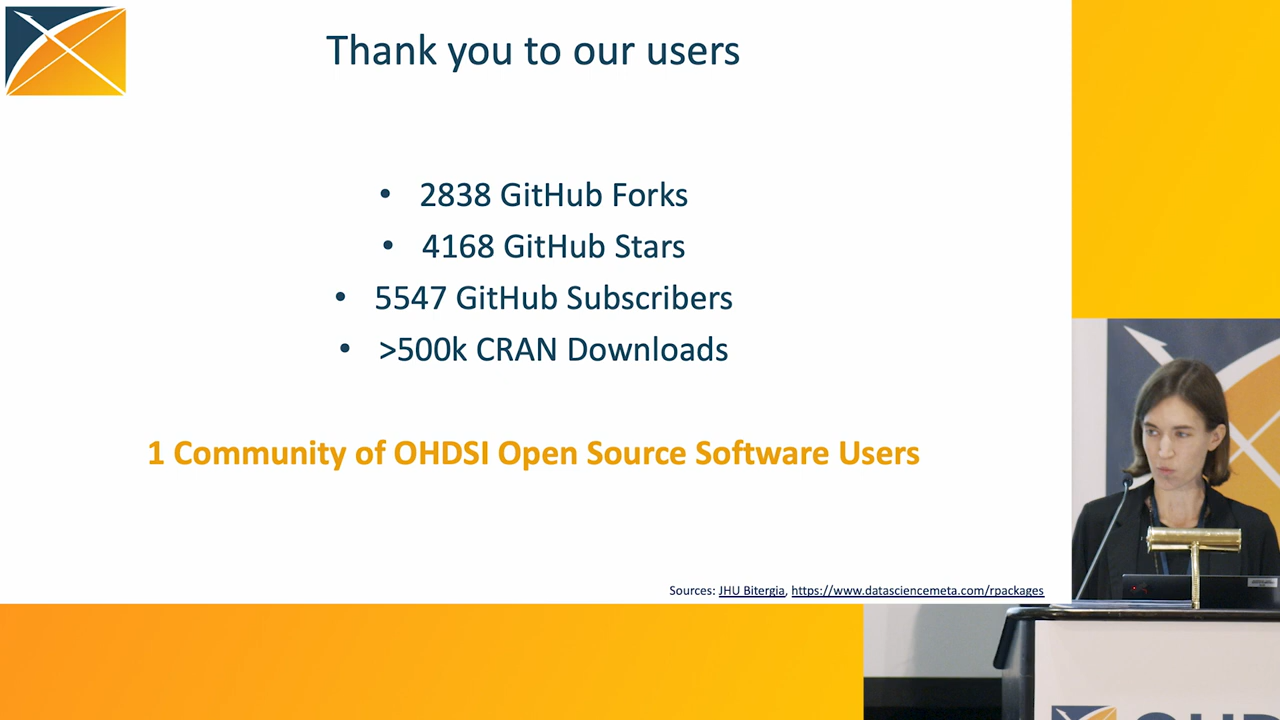 Thank you to our users
• 2838 GitHub Forks
• 4168 GitHub Stars
• 5547 GitHub Subscribers
• >500k CRAN Downloads
1 Community of OHDSI Open Source Software Users
Sources: JHU Bitergia, https://www.datasciencemeta.com/rpackages